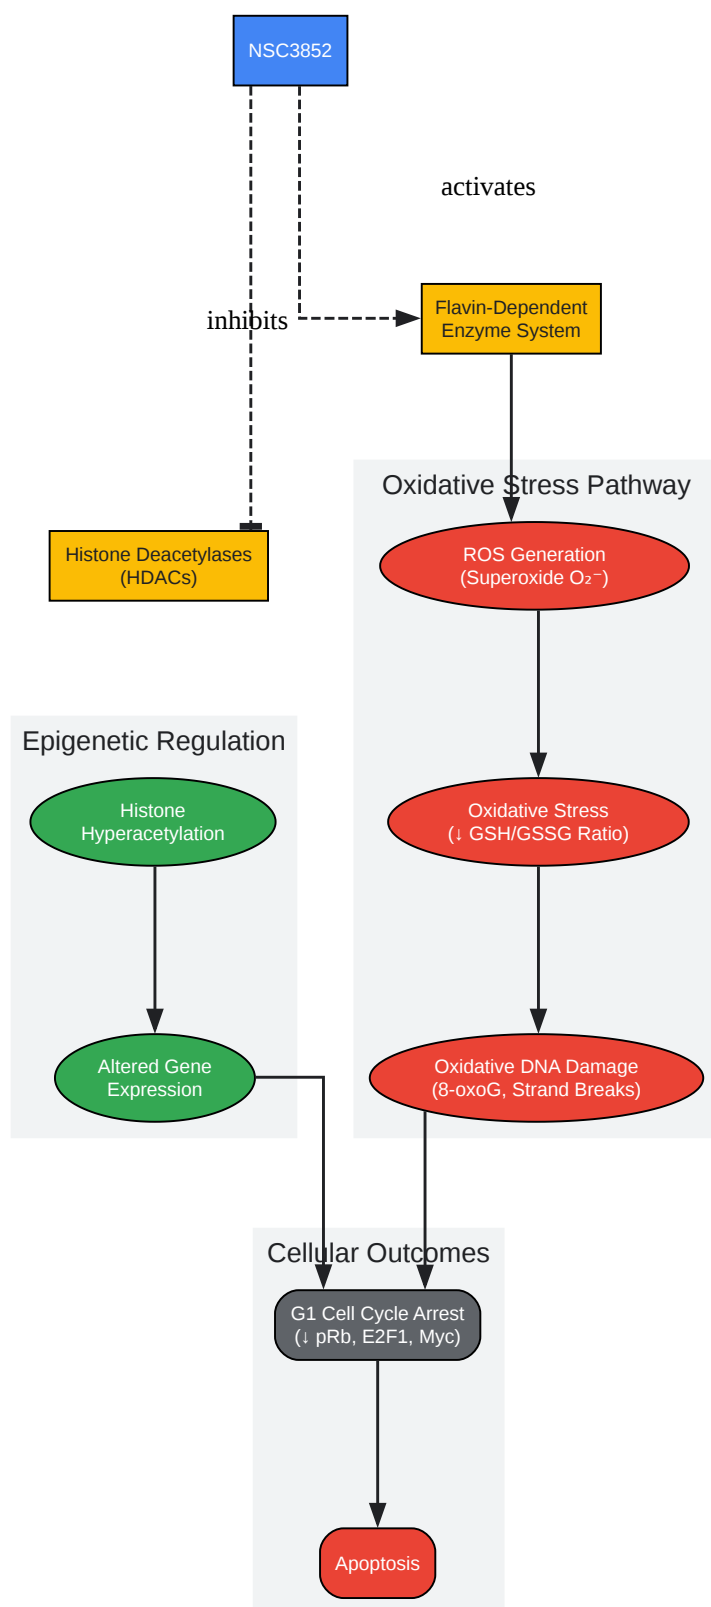 NSC3852
activates
inhibits
Flavin-Dependent
Enzyme System
Oxidative Stress Pathway
Histone Deacetylases
(HDACs)
ROS Generation
(Superoxide O₂⁻)
Epigenetic Regulation
Histone
Hyperacetylation
Oxidative Stress
(↓ GSH/GSSG Ratio)
Altered Gene
Expression
Oxidative DNA Damage
(8-oxoG, Strand Breaks)
Cellular Outcomes
G1 Cell Cycle Arrest
(↓ pRb, E2F1, Myc)
Apoptosis